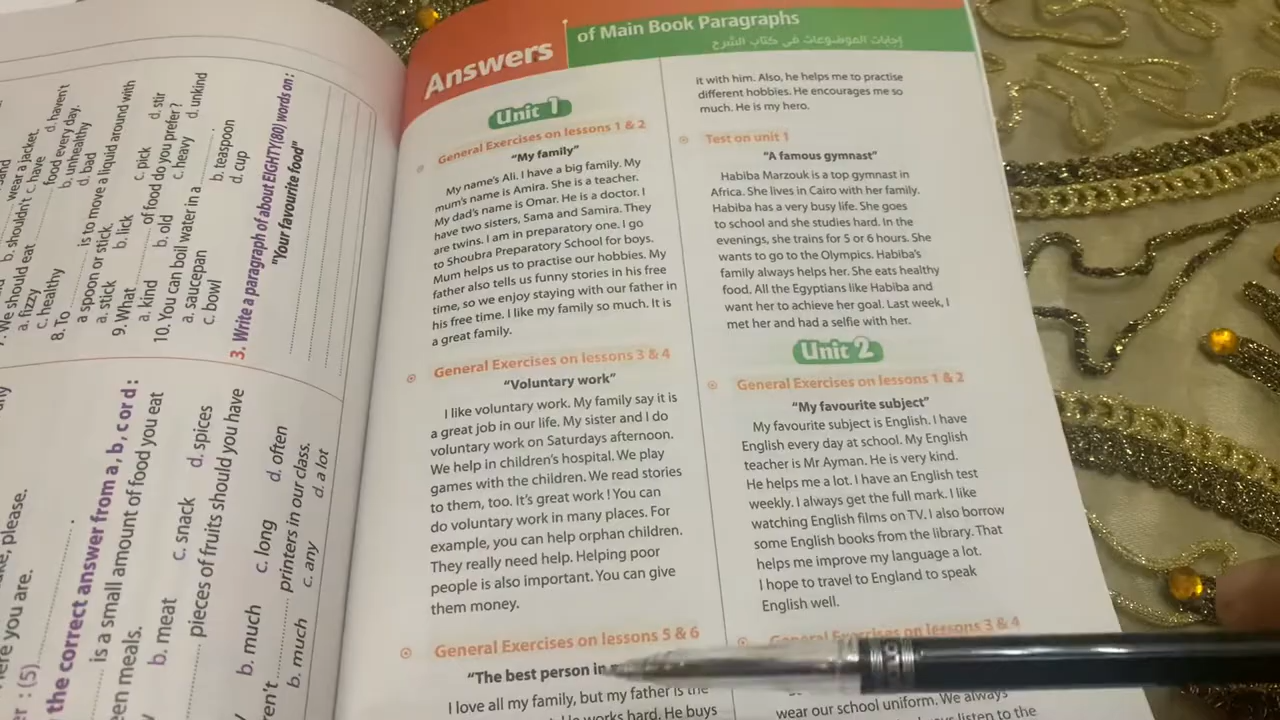 wear a jacket.
b. shouldn't c. have d. haven't
We should eat food every day.
a. fizzy b. unhealthy
c. healthy d. bad
8. To is to move a liquid around with
a spoon or stick.
a. stick b. lick c. pick d. stir
9. What of food do you prefer?
a. kind b. old c. heavy d. unkind
10. You can boil water in a
a. saucepan b. teaspoon
c. bowl d. cup
3. Write a paragraph of about EIGHTY(80) words on:
"Your favourite food"
please.
here you are.
: (5)
the correct answer from a, b, c or d :
is a small amount of food you eat
meals.
b. meat c. snack d. spices
pieces of fruits should you have
b. much c. long d. often
printers in our class.
b. much c. any d. a lot
Answers of Main Book Paragraphs
إجابات الموضوعات في كتاب الشرح
Unit 1
General Exercises on lessons 1 & 2
"My family"
My name's Ali. I have a big family. My
mum's name is Amira. She is a teacher.
My dad's name is Omar. He is a doctor. I
have two sisters, Sama and Samira. They
are twins. I am in preparatory one. I go
to Shoubra Preparatory School for boys.
Mum helps us to practise our hobbies. My
father also tells us funny stories in his free
time, so we enjoy staying with our father in
his free time. I like my family so much. It is
a great family.
General Exercises on lessons 3 & 4
"Voluntary work"
I like voluntary work. My family say it is
a great job in our life. My sister and I do
voluntary work on Saturdays afternoon.
We help in children's hospital. We play
games with the children. We read stories
to them, too. It's great work ! You can
do voluntary work in many places. For
example, you can help orphan children.
They really need help. Helping poor
people is also important. You can give
them money.
General Exercises on lessons 5 & 6
"The best person in
I love all my family, but my father is the
He works hard. He buys
it with him. Also, he helps me to practise
different hobbies. He encourages me so
much. He is my hero.
Test on unit 1
"A famous gymnast"
Habiba Marzouk is a top gymnast in
Africa. She lives in Cairo with her family.
Habiba has a very busy life. She goes
to school and she studies hard. In the
evenings, she trains for 5 or 6 hours. She
wants to go to the Olympics. Habiba's
family always helps her. She eats healthy
food. All the Egyptians like Habiba and
want her to achieve her goal. Last week, I
met her and had a selfie with her.
Unit 2
General Exercises on lessons 1 & 2
"My favourite subject"
My favourite subject is English. I have
English every day at school. My English
teacher is Mr Ayman. He is very kind.
He helps me a lot. I have an English test
weekly. I always get the full mark. I like
watching English films on TV. I also borrow
some English books from the library. That
helps me improve my language a lot.
I hope to travel to England to speak
English well.
General Exercises on lessons 3 & 4
wear our school uniform. We always
listen to the